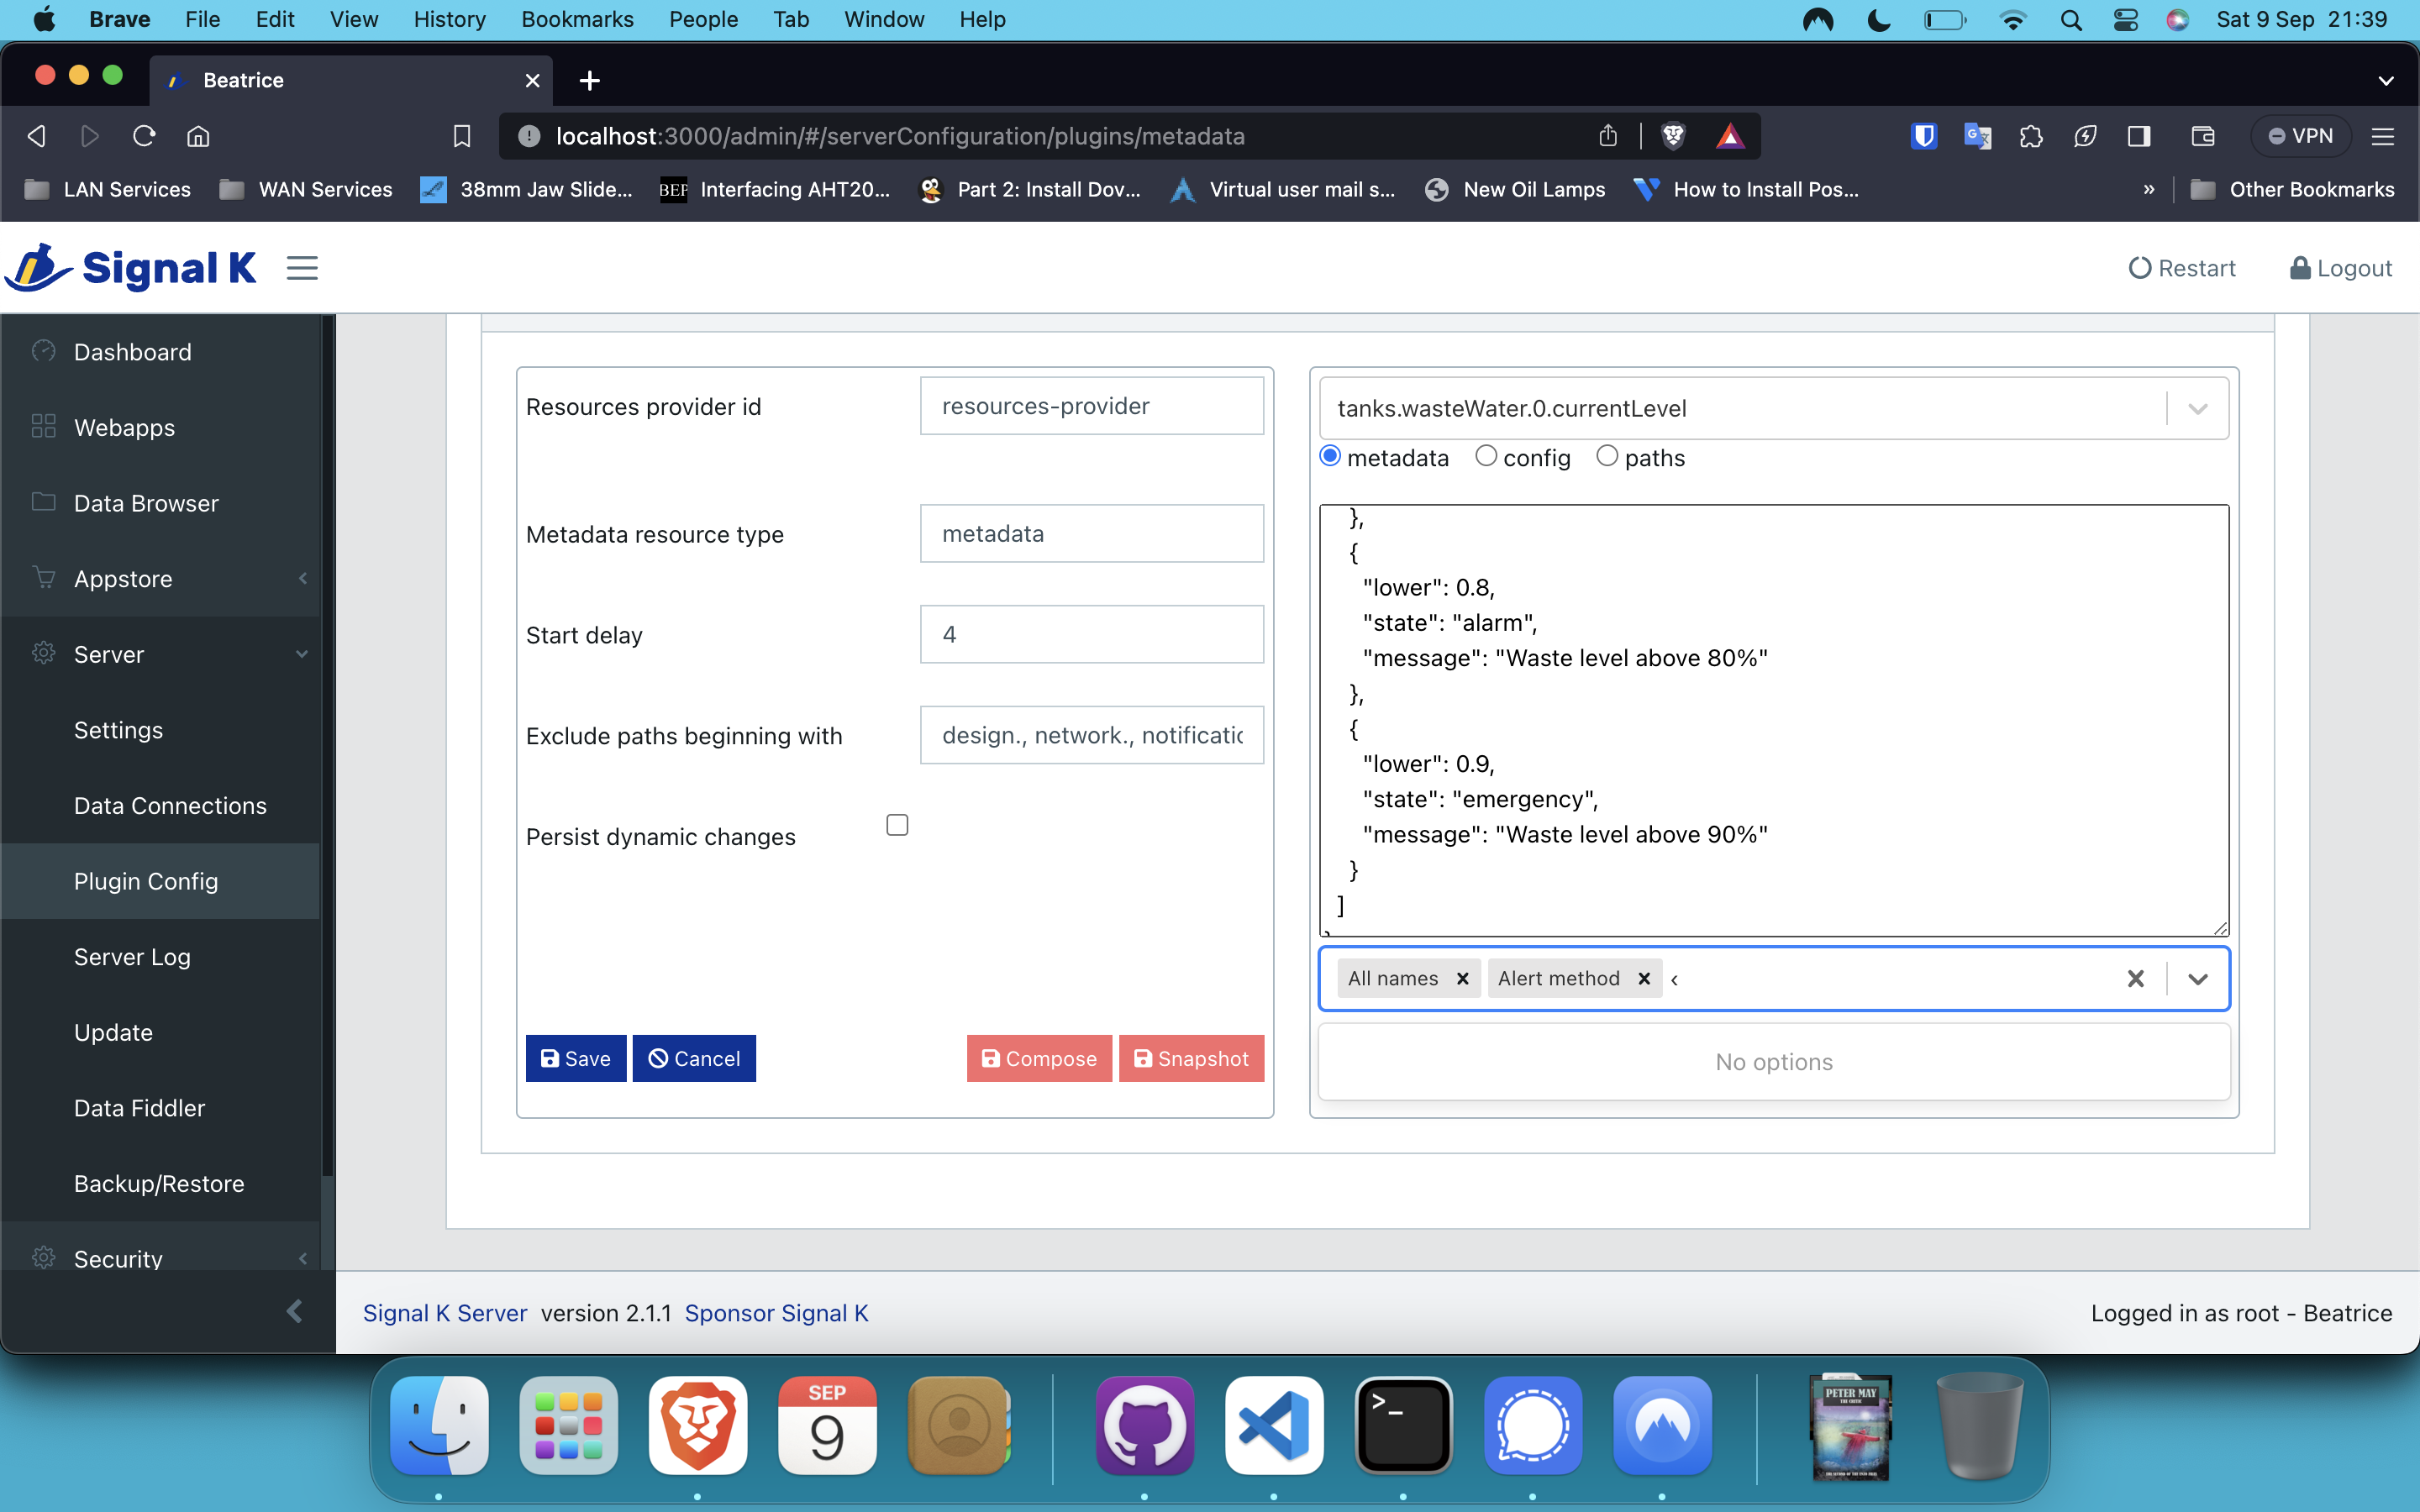 Brave File Edit View History Bookmarks People Tab Window Help Sat 9 Sep 21:39
Beatrice
localhost:3000/admin/#/serverConfiguration/plugins/metadata VPN
LAN Services WAN Services 38mm Jaw Slide... BEP Interfacing AHT20... Part 2: Install Dov... Virtual user mail s... New Oil Lamps How to Install Pos... » Other Bookmarks
Signal K Restart Logout
Dashboard
Webapps
Data Browser
Appstore
Server
Settings
Data Connections
Plugin Config
Server Log
Update
Data Fiddler
Backup/Restore
Security
Resources provider id resources-provider
Metadata resource type metadata
Start delay 4
Exclude paths beginning with design., network., notificatic
Persist dynamic changes
Save Cancel Compose Snapshot
tanks.wasteWater.0.currentLevel
metadata config paths
},
{
"lower": 0.8,
"state": "alarm",
"message": "Waste level above 80%"
},
{
"lower": 0.9,
"state": "emergency",
"message": "Waste level above 90%"
}
]
All names Alert method ‹
No options
Signal K Server version 2.1.1 Sponsor Signal K Logged in as root - Beatrice
SEP
9
>_
PETER MAY